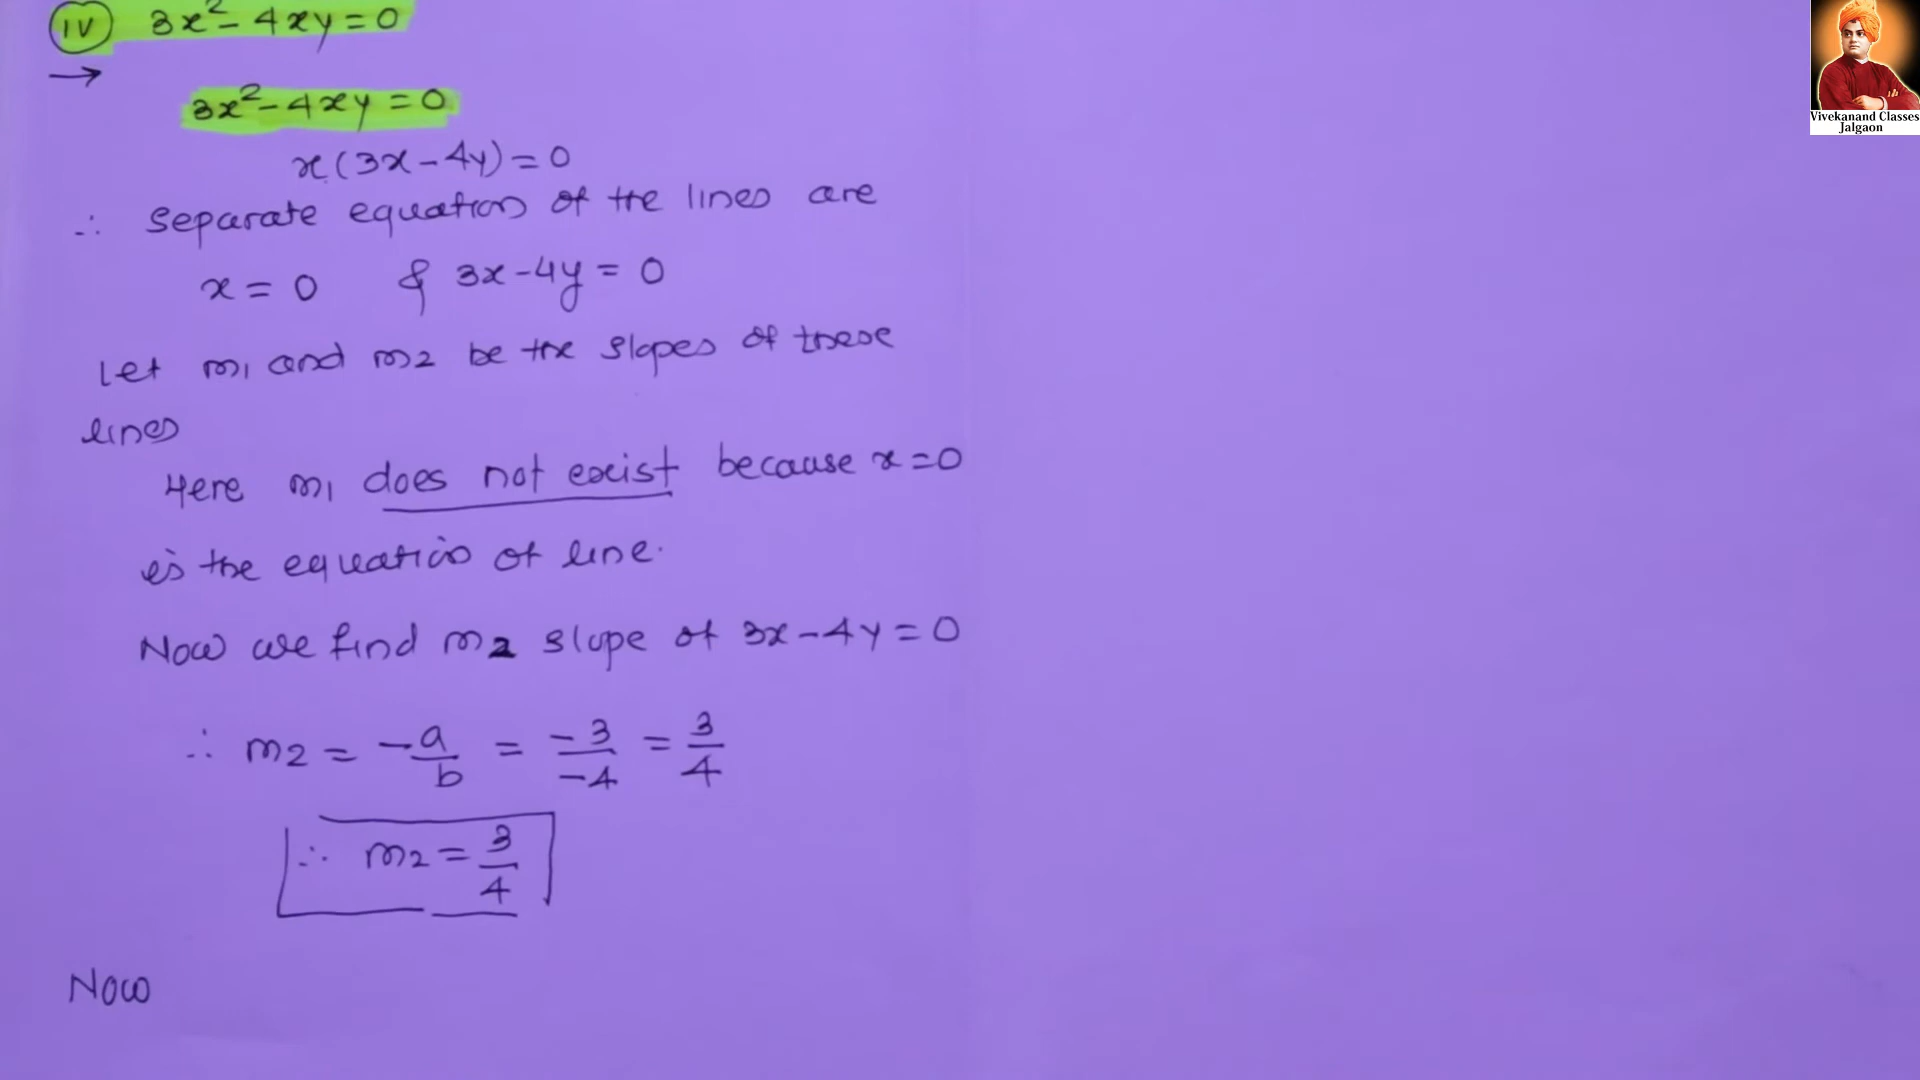 (iv) 3x² - 4xy = 0
→
3x² - 4xy = 0
x(3x - 4y) = 0
∴ Separate equation of the lines are
x = 0 & 3x - 4y = 0
Let m1 and m2 be the slopes of these
lines
Here m1 does not exist because x = 0
is the equation of line.
Now we find m2 slope of 3x - 4y = 0
∴ m2 = -a/b = -3/-4 = 3/4
∴ m2 = 3/4
Now
Vivekanand Classes
Jalgaon